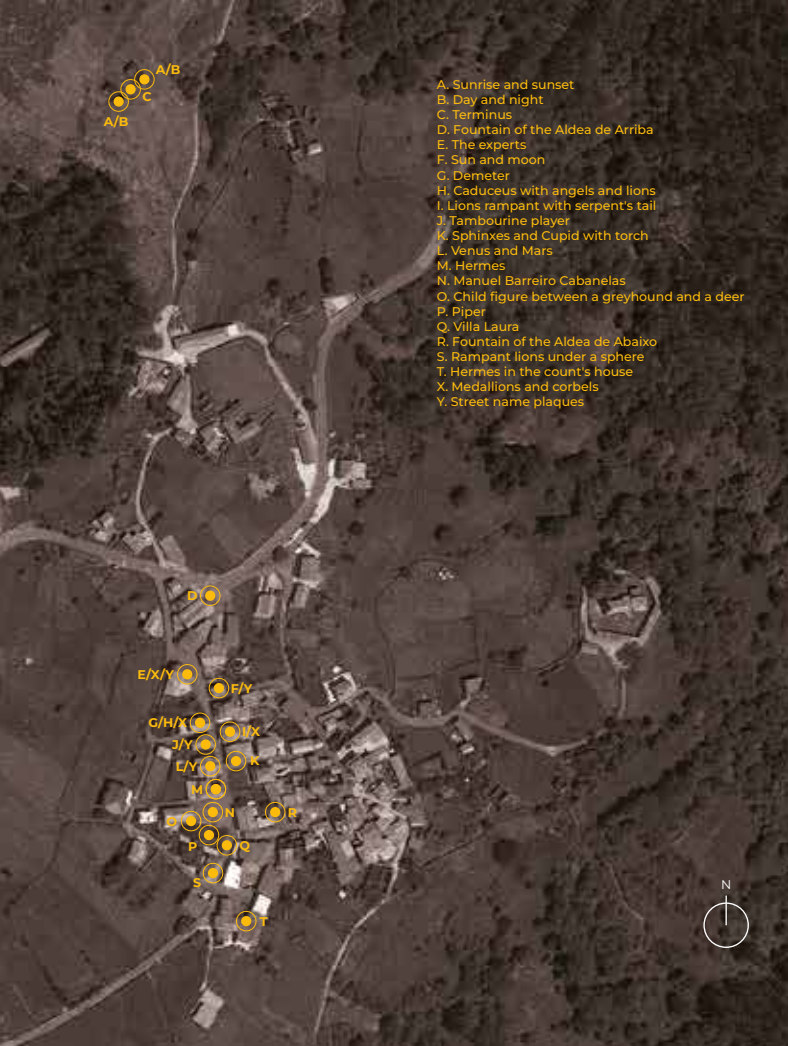 A/B
C
A/B
A. Sunrise and sunset
B. Day and night
C. Terminus
D. Fountain of the Aldea de Arriba
E. The experts
F. Sun and moon
G. Demeter
H. Caduceus with angels and lions
I. Lions rampant with serpent's tail
J. Tambourine player
K. Sphinxes and Cupid with torch
L. Venus and Mars
M. Hermes
N. Manuel Barreiro Cabanelas
O. Child figure between a greyhound and a deer
P. Piper
Q. Villa Laura
R. Fountain of the Aldea de Abaixo
S. Rampant lions under a sphere
T. Hermes in the count's house
X. Medallions and corbels
Y. Street name plaques
D
E/X/Y
F/Y
G/H/X
I/X
J/Y
K
L/Y
M
N
R
O
P
Q
S
T
N